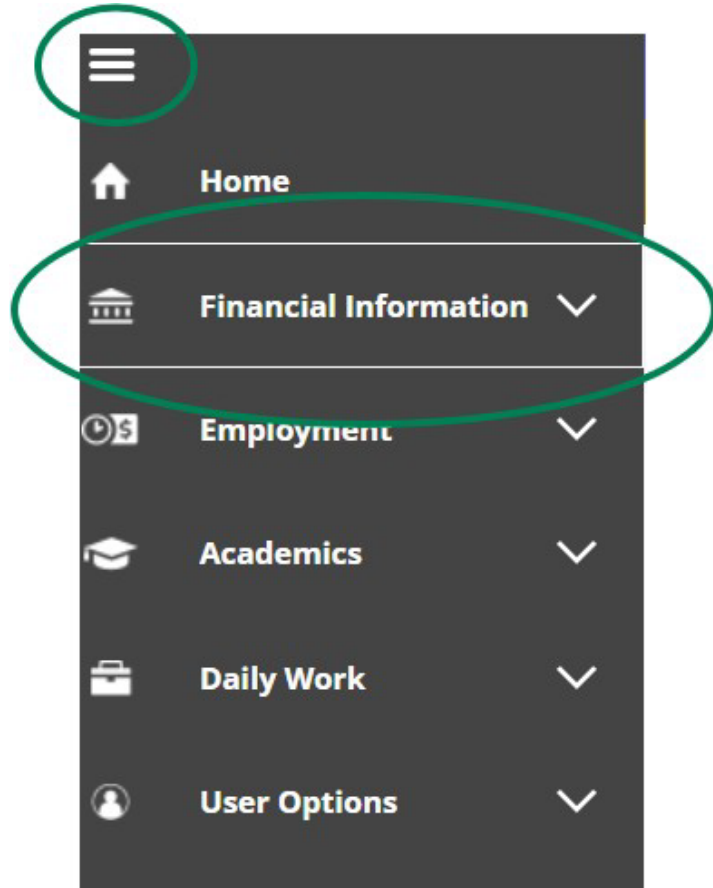 Home
Financial Information
Employment
Academics
Daily Work
User Options